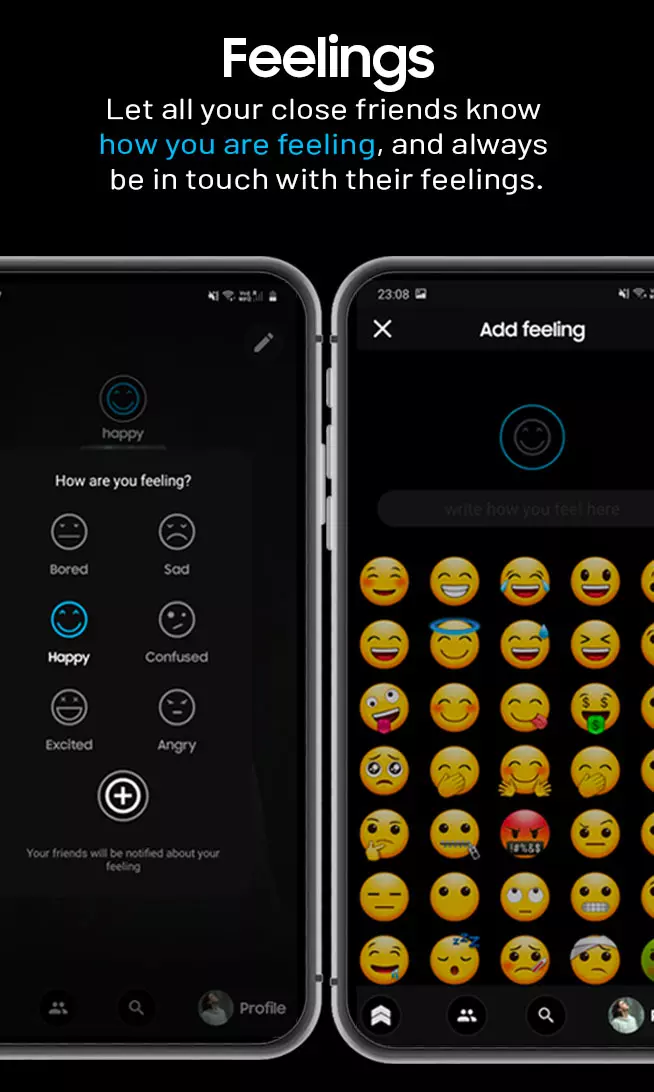 Feelings
Let all your close friends know
how you are feeling, and always
be in touch with their feelings.
happy
How are you feeling?
Bored
Sad
Happy
Confused
Excited
Angry
Your friends will be notified about your
feeling
Profile
23:08
Add feeling
write how you feel here
!#%&$